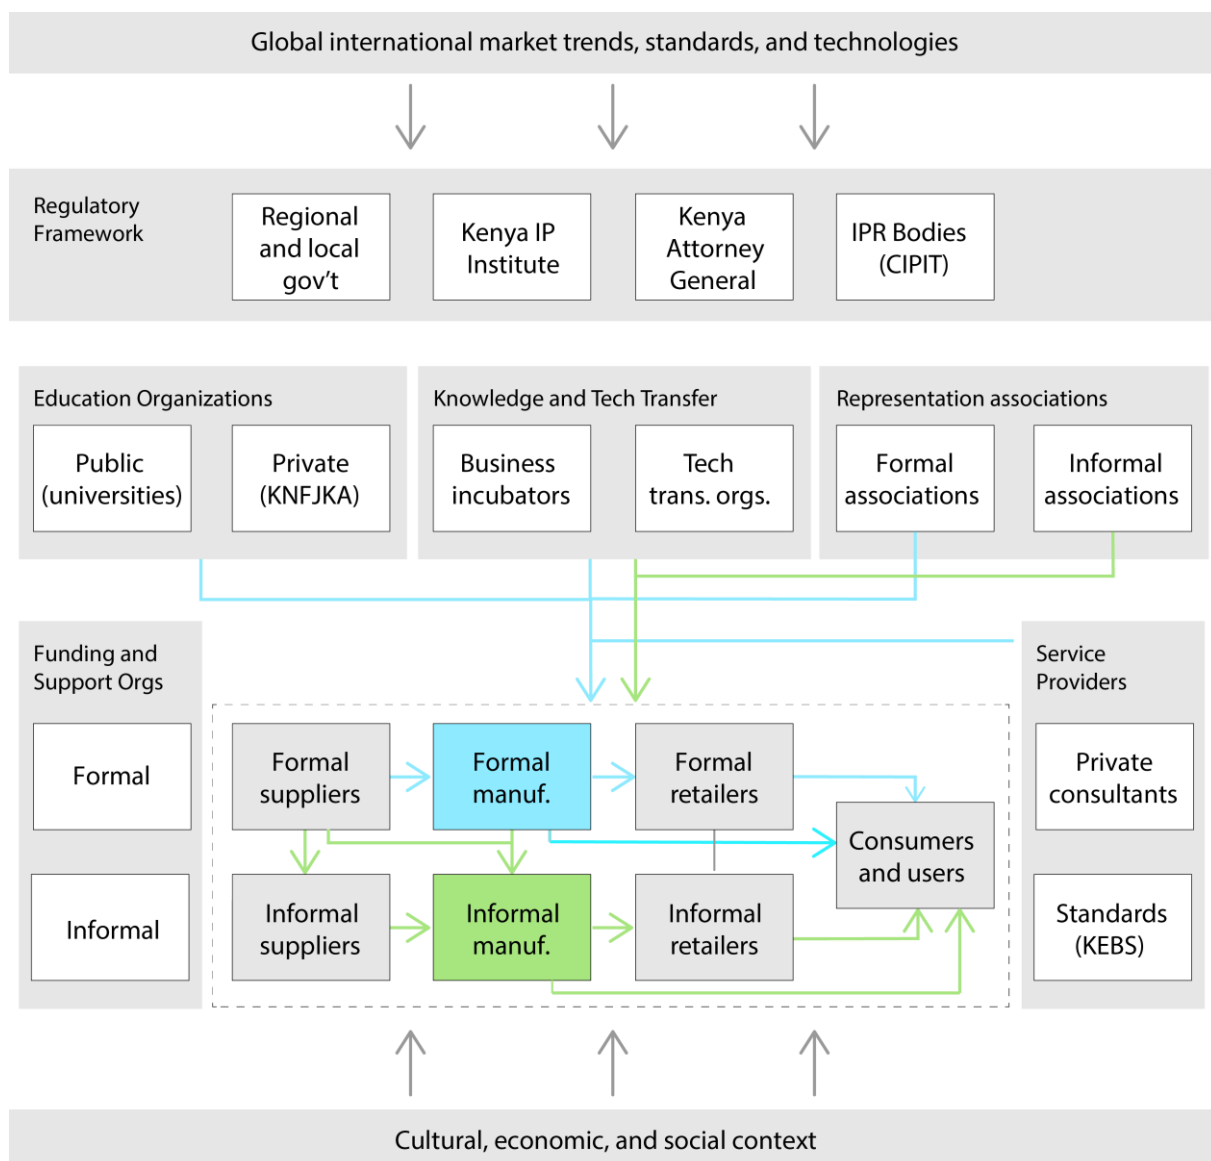 Global international market trends, standards, and technologies
Regulatory
Framework
Regional
and local
gov’t
Kenya IP
Institute
Kenya
Attorney
General
IPR Bodies
(CIPIT)
Education Organizations
Public
(universities)
Private
(KNFJKA)
Knowledge and Tech Transfer
Business
incubators
Tech
trans. orgs.
Representation associations
Formal
associations
Informal
associations
Funding and
Support Orgs
Formal
Informal
Formal
suppliers
Formal
manuf.
Formal
retailers
Consumers
and users
Informal
suppliers
Informal
manuf.
Informal
retailers
Service
Providers
Private
consultants
Standards
(KEBS)
Cultural, economic, and social context